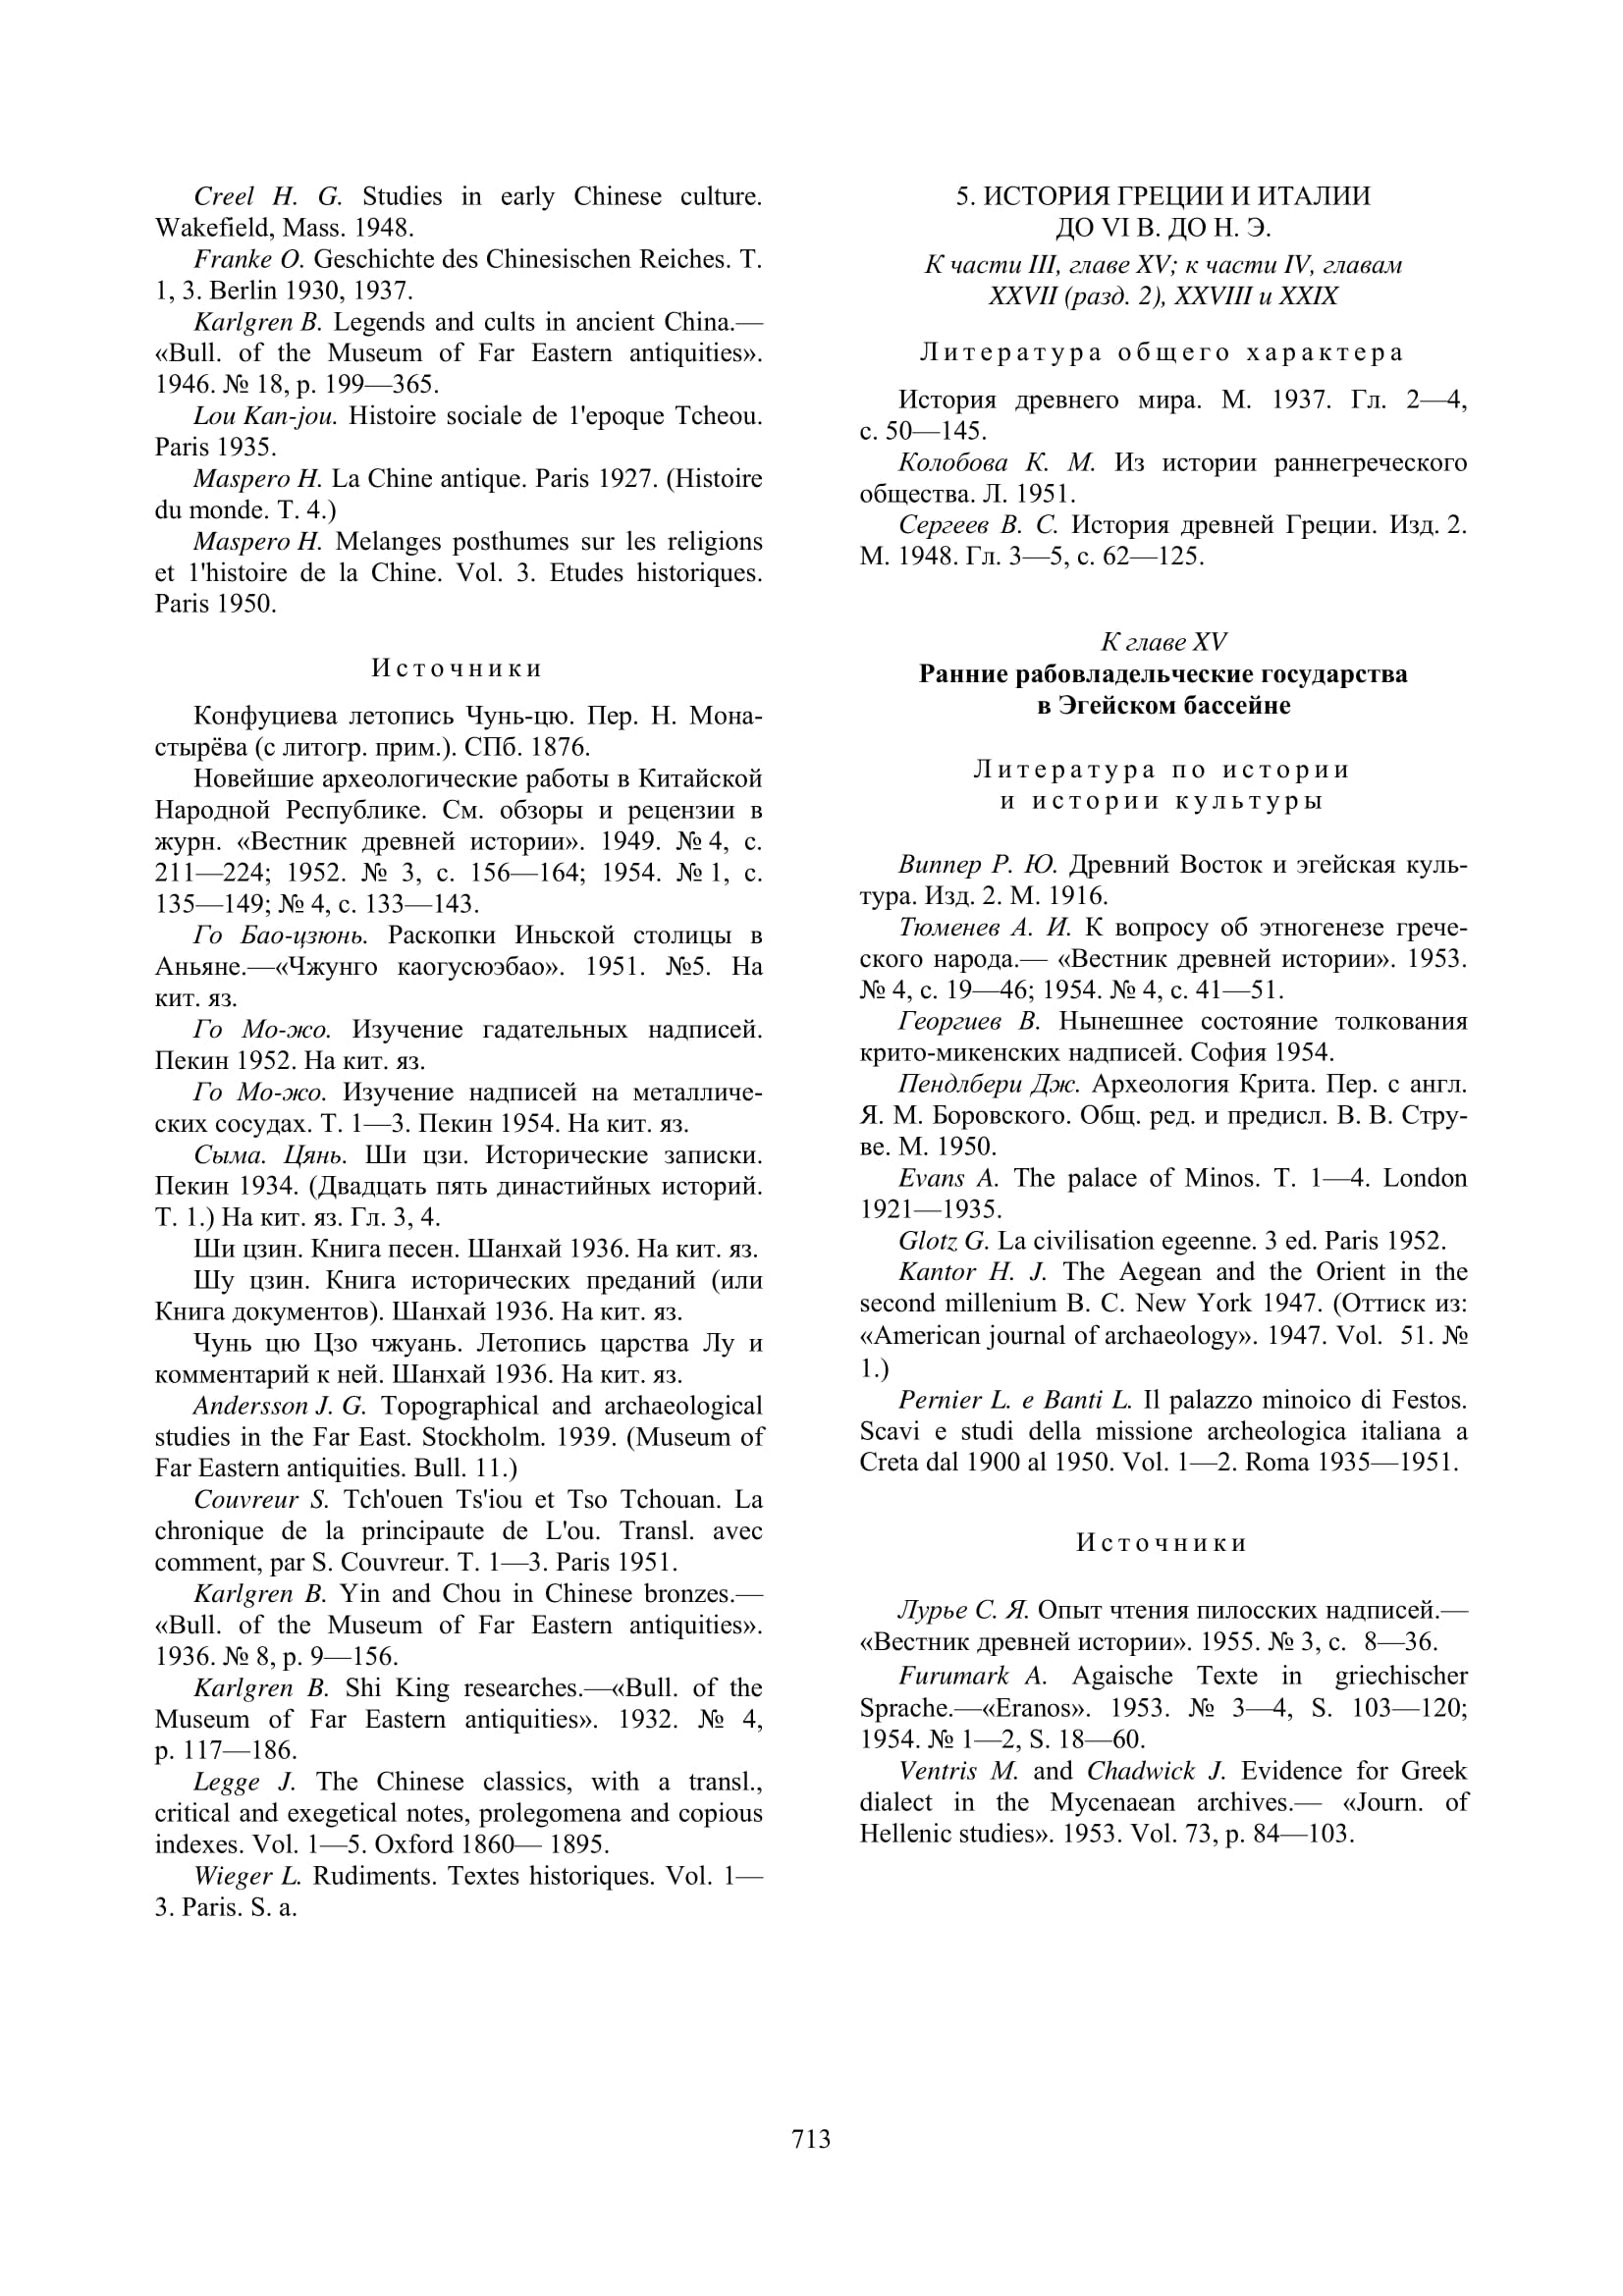 Creel H. G. Studies in early Chinese culture.
Wakefield, Mass. 1948.
Franke O. Geschichte des Chinesischen Reiches. T.
1, 3. Berlin 1930, 1937.
Karlgren B. Legends and cults in ancient China.—
«Bull. of the Museum of Far Eastern antiquities».
1946. № 18, p. 199—365.
Lou Kan-jou. Histoire sociale de 1'epoque Tcheou.
Paris 1935.
Maspero H. La Chine antique. Paris 1927. (Histoire
du monde. T. 4.)
Maspero H. Melanges posthumes sur les religions
et 1'histoire de la Chine. Vol. 3. Etudes historiques.
Paris 1950.
Источники
Конфуциева летопись Чунь-цю. Пер. Н. Мона-
стырёва (с литогр. прим.). СПб. 1876.
Новейшие археологические работы в Китайской
Народной Республике. См. обзоры и рецензии в
журн. «Вестник древней истории». 1949. № 4, с.
211—224; 1952. № 3, с. 156—164; 1954. № 1, с.
135—149; № 4, с. 133—143.
Го Бао-цзюнь. Раскопки Иньской столицы в
Аньяне.—«Чжунго каогусюэбао». 1951. №5. На
кит. яз.
Го Мо-жо. Изучение гадательных надписей.
Пекин 1952. На кит. яз.
Го Мо-жо. Изучение надписей на металличе-
ских сосудах. Т. 1—3. Пекин 1954. На кит. яз.
Сыма. Цянь. Ши цзи. Исторические записки.
Пекин 1934. (Двадцать пять династийных историй.
Т. 1.) На кит. яз. Гл. 3, 4.
Ши цзин. Книга песен. Шанхай 1936. На кит. яз.
Шу цзин. Книга исторических преданий (или
Книга документов). Шанхай 1936. На кит. яз.
Чунь цю Цзо чжуань. Летопись царства Лу и
комментарий к ней. Шанхай 1936. На кит. яз.
Andersson J. G. Topographical and archaeological
studies in the Far East. Stockholm. 1939. (Museum of
Far Eastern antiquities. Bull. 11.)
Couvreur S. Tch'ouen Ts'iou et Tso Tchouan. La
chronique de la principaute de L'ou. Transl. avec
comment, par S. Couvreur. T. 1—3. Paris 1951.
Karlgren B. Yin and Chou in Chinese bronzes.—
«Bull. of the Museum of Far Eastern antiquities».
1936. № 8, p. 9—156.
Karlgren B. Shi King researches.—«Bull. of the
Museum of Far Eastern antiquities». 1932. № 4,
p. 117—186.
Legge J. The Chinese classics, with a transl.,
critical and exegetical notes, prolegomena and copious
indexes. Vol. 1—5. Oxford 1860— 1895.
Wieger L. Rudiments. Textes historiques. Vol. 1—
3. Paris. S. a.
5. ИСТОРИЯ ГРЕЦИИ И ИТАЛИИ
ДО VI В. ДО Н. Э.
К части III, главе XV; к части IV, главам
XXVII (разд. 2), XXVIII и XXIX
Литература общего характера
История древнего мира. М. 1937. Гл. 2—4,
с. 50—145.
Колобова К. М. Из истории раннегреческого
общества. Л. 1951.
Сергеев В. С. История древней Греции. Изд. 2.
М. 1948. Гл. 3—5, с. 62—125.
К главе XV
Ранние рабовладельческие государства
в Эгейском бассейне
Литература по истории
и истории культуры
Виппер Р. Ю. Древний Восток и эгейская куль-
тура. Изд. 2. М. 1916.
Тюменев А. И. К вопросу об этногенезе грече-
ского народа.— «Вестник древней истории». 1953.
№ 4, с. 19—46; 1954. № 4, с. 41—51.
Георгиев В. Нынешнее состояние толкования
крито-микенских надписей. София 1954.
Пендлбери Дж. Археология Крита. Пер. с англ.
Я. М. Боровского. Общ. ред. и предисл. В. В. Стру-
ве. М. 1950.
Evans A. The palace of Minos. T. 1—4. London
1921—1935.
Glotz G. La civilisation egeenne. 3 ed. Paris 1952.
Kantor H. J. The Aegean and the Orient in the
second millenium B. C. New York 1947. (Оттиск из:
«American journal of archaeology». 1947. Vol. 51. №
1.)
Pernier L. e Banti L. Il palazzo minoico di Festos.
Scavi e studi della missione archeologica italiana a
Creta dal 1900 al 1950. Vol. 1—2. Roma 1935—1951.
Источники
Лурье С. Я. Опыт чтения пилосских надписей.—
«Вестник древней истории». 1955. № 3, с. 8—36.
Furumark A. Agaische Texte in griechischer
Sprache.—«Eranos». 1953. № 3—4, S. 103—120;
1954. № 1—2, S. 18—60.
Ventris M. and Chadwick J. Evidence for Greek
dialect in the Mycenaean archives.— «Journ. of
Hellenic studies». 1953. Vol. 73, p. 84—103.
713